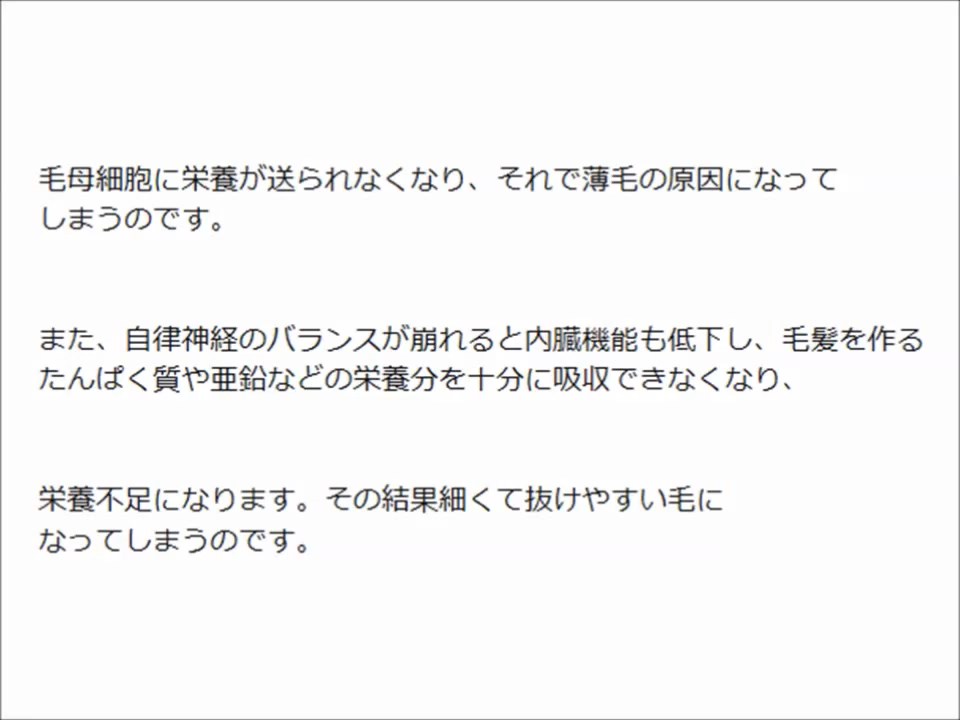 毛母細胞に栄養が送られなくなり、それで薄毛の原因になって
しまうのです。
また、自律神経のバランスが崩れると内臓機能も低下し、毛髪を作る
たんぱく質や亜鉛などの栄養分を十分に吸収できなくなり、
栄養不足になります。その結果細くて抜けやすい毛に
なってしまうのです。